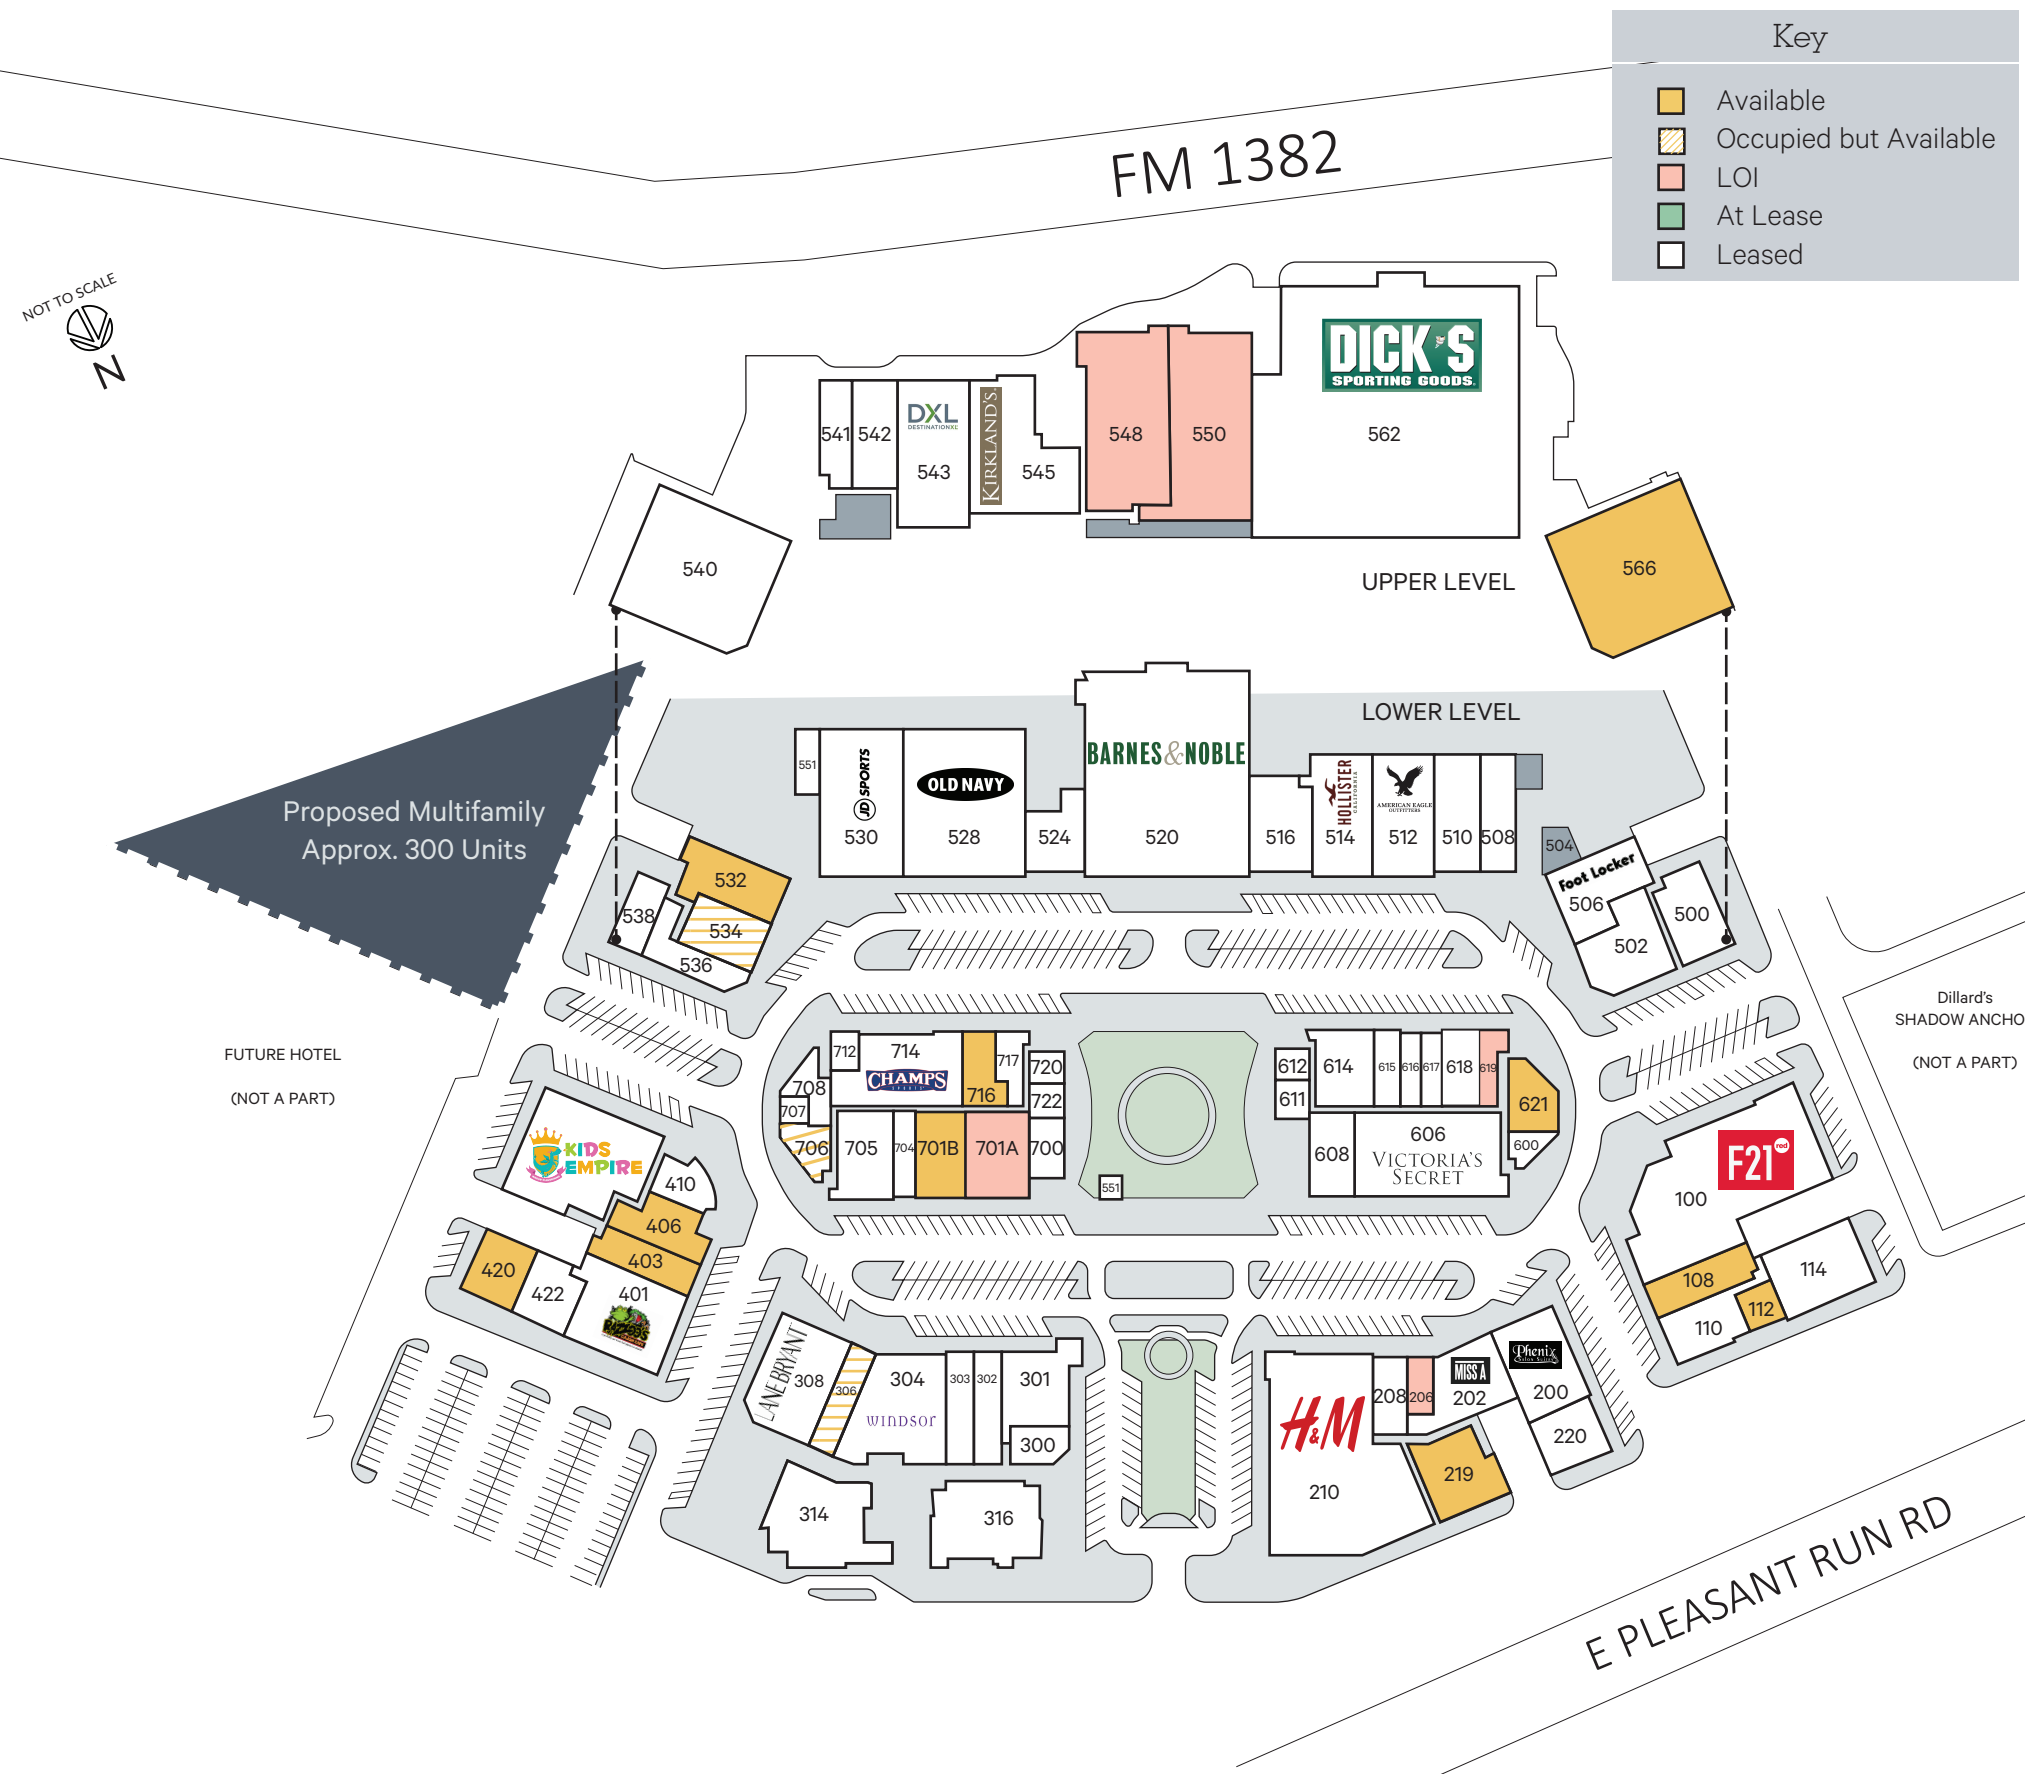 Key
Available
Occupied but Available
LOI
At Lease
Leased
FM 1382
NOT TO SCALE
N
DICK'S
SPORTING GOODS.
562
DXL
DESTINATION XL
541
542
543
KIRKLAND'S
545
548
550
540
566
UPPER LEVEL
LOWER LEVEL
Proposed Multifamily
Approx. 300 Units
551
JD SPORTS
530
OLD NAVY
528
524
BARNES&NOBLE
520
516
HOLLISTER
CALIFORNIA
514
AMERICAN EAGLE
OUTFITTERS
512
510
508
504
Foot Locker
506
502
500
532
538
534
536
Dillard's
SHADOW ANCHO
(NOT A PART)
FUTURE HOTEL
(NOT A PART)
712
714
CHAMPS
716
717
720
708
707
722
706
705
704
701B
701A
700
551
612
614
615
616
617
618
619
611
621
608
606
VICTORIA'S
SECRET
600
KIDS
EMPIRE
410
406
403
420
422
401
RAZZOO'S
F21
red
100
108
114
112
110
LANE BRYANT
308
306
304
WINDSOR
303
302
301
300
314
316
H&M
210
208
206
MISS A
202
Phenix
Salon Suites
200
220
219
E PLEASANT RUN RD